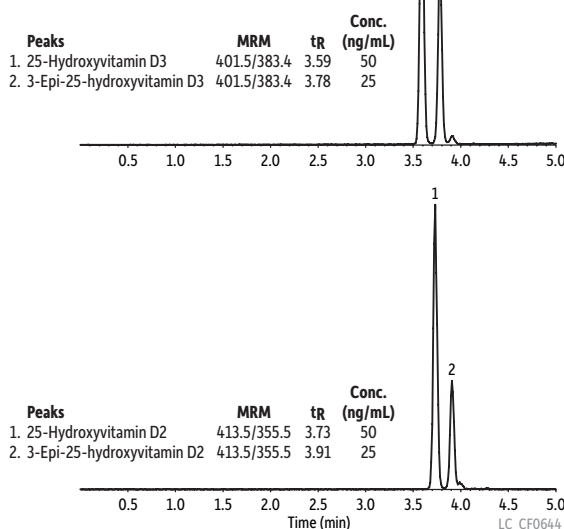 Conc.
Peaks MRM tR (ng/mL)
1. 25-Hydroxyvitamin D3 401.5/383.4 3.59 50
2. 3-Epi-25-hydroxyvitamin D3 401.5/383.4 3.78 25
0.5 1.0 1.5 2.0 2.5 3.0 3.5 4.0 4.5 5.0
1
2
Conc.
Peaks MRM tR (ng/mL)
1. 25-Hydroxyvitamin D2 413.5/355.5 3.73 50
2. 3-Epi-25-hydroxyvitamin D2 413.5/355.5 3.91 25
0.5 1.0 1.5 2.0 2.5 3.0 3.5 4.0 4.5 5.0
Time (min)
LC_CF0644